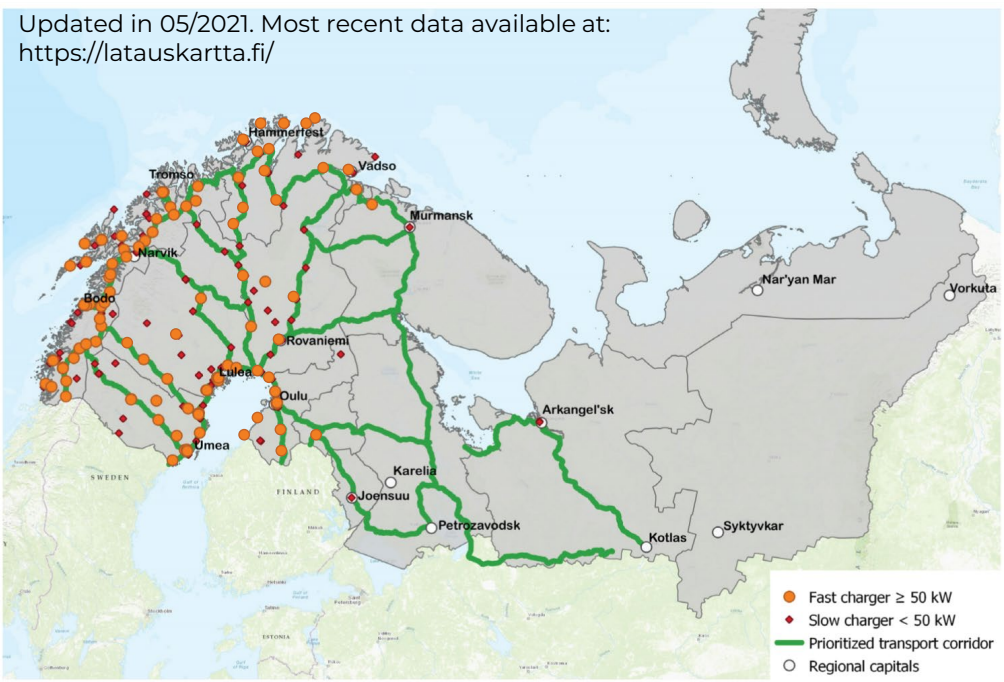 Updated in 05/2021. Most recent data available at:
https://latauskartta.fi/
Hammerfest
Vadso
Tromso
Murmansk
Narvik
Nar'yan Mar
Vorkuta
Bodo
Rovaniemi
Lulea
Oulu
Arkangel'sk
Umea
Karelia
SWEDEN
FINLAND
Joensuu
Petrozavodsk
Syktyvkar
Kotlas
Fast charger ≥ 50 kW
Slow charger < 50 kW
Prioritized transport corridor
Regional capitals
ESTONIA